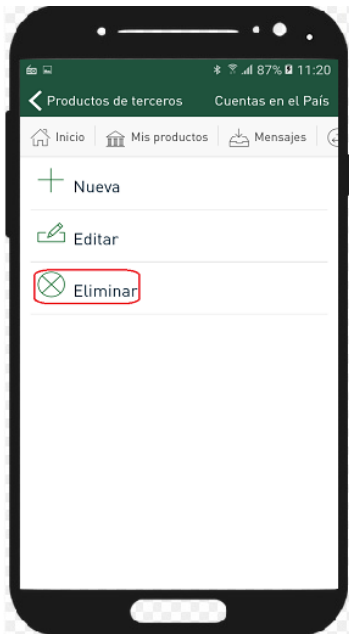 87% 11:20
Productos de terceros Cuentas en el País
Inicio Mis productos Mensajes
Nueva
Editar
Eliminar